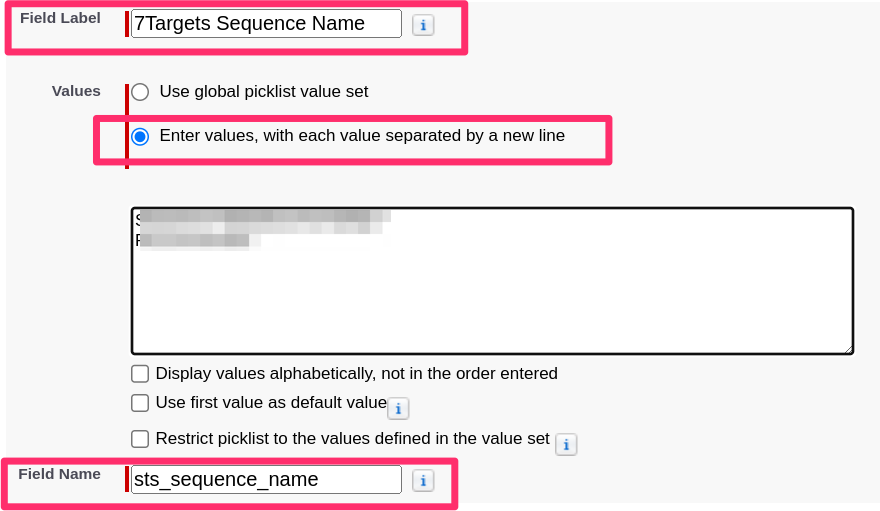 Field Label 7Targets Sequence Name i
Values Use global picklist value set
Enter values, with each value separated by a new line
Display values alphabetically, not in the order entered
Use first value as default value i
Restrict picklist to the values defined in the value set i
Field Name sts_sequence_name i